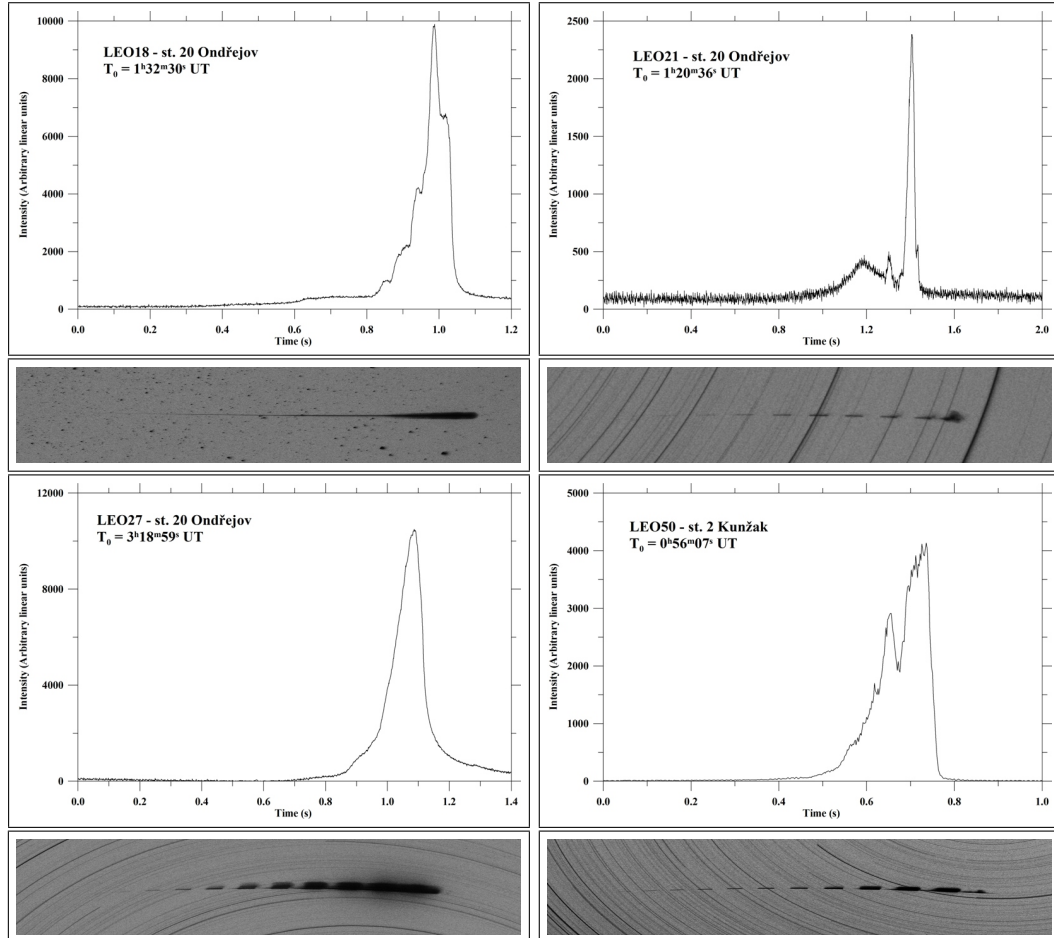 LEO18 - st. 20 Ondřejov
T₀ = 1ʰ32ᵐ30ˢ UT
Intensity (Arbitrary linear units)
10000
8000
6000
4000
2000
0
0.0 0.2 0.4 0.6 0.8 1.0 1.2
Time (s)
LEO21 - st. 20 Ondřejov
T₀ = 1ʰ20ᵐ36ˢ UT
Intensity (Arbitrary linear units)
2500
2000
1500
1000
500
0
0.0 0.4 0.8 1.2 1.6 2.0
Time (s)
LEO27 - st. 20 Ondřejov
T₀ = 3ʰ18ᵐ59ˢ UT
Intensity (Arbitrary linear units)
12000
8000
4000
0
0.0 0.2 0.4 0.6 0.8 1.0 1.2 1.4
Time (s)
LEO50 - st. 2 Kunžak
T₀ = 0ʰ56ᵐ07ˢ UT
Intensity (Arbitrary linear units)
5000
4000
3000
2000
1000
0
0.0 0.2 0.4 0.6 0.8 1.0
Time (s)